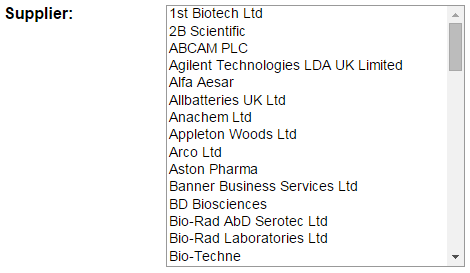 Supplier:
1st Biotech Ltd
2B Scientific
ABCAM PLC
Agilent Technologies LDA UK Limited
Alfa Aesar
Allbatteries UK Ltd
Anachem Ltd
Appleton Woods Ltd
Arco Ltd
Aston Pharma
Banner Business Services Ltd
BD Biosciences
Bio-Rad AbD Serotec Ltd
Bio-Rad Laboratories Ltd
Bio-Techne